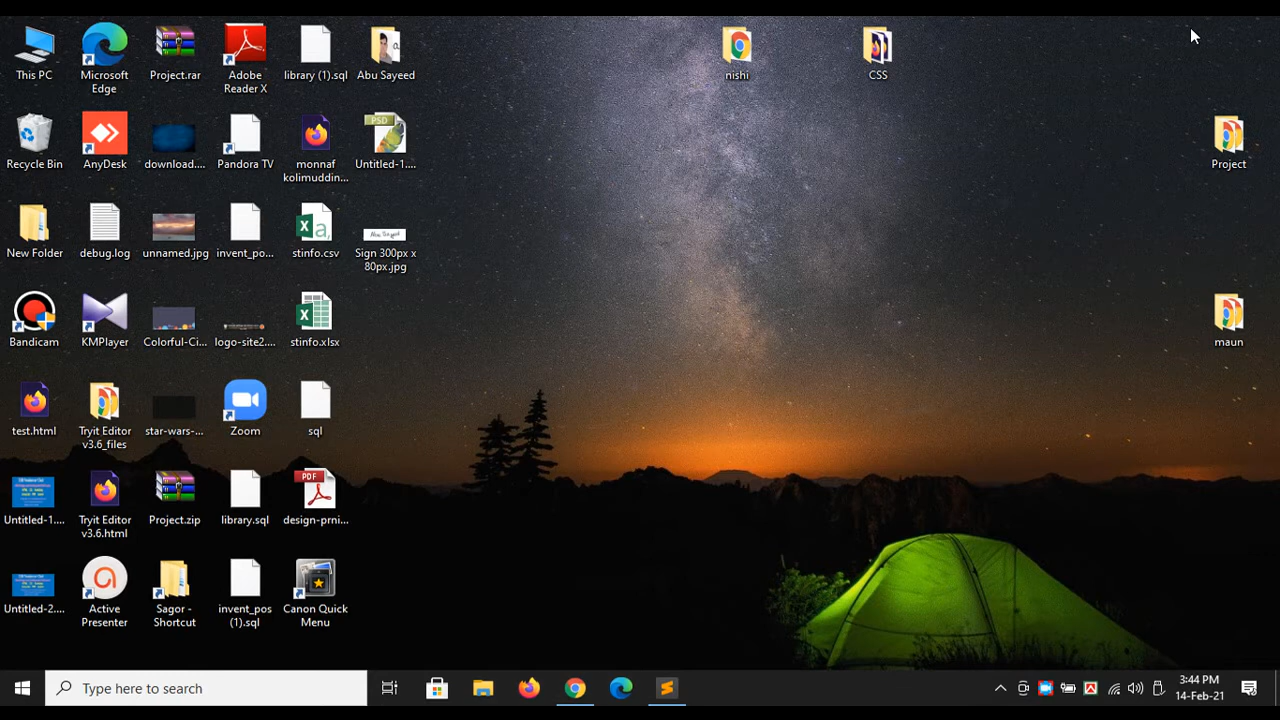 This PC
Microsoft
Edge
Project.rar
Adobe
Reader X
library (1).sql
Abu Sayeed
nishi
CSS
Recycle Bin
AnyDesk
download....
Pandora TV
monnaf
kolimuddin...
PSD
Untitled-1....
Project
New Folder
debug.log
unnamed.jpg
invent_po...
stinfo.csv
Sign 300px x
80px.jpg
Bandicam
KMPlayer
Colorful-Ci...
logo-site2....
stinfo.xlsx
maun
test.html
Tryit Editor
v3.6_files
star-wars-...
Zoom
sql
Untitled-1....
Tryit Editor
v3.6.html
Project.zip
library.sql
PDF
design-prni...
Untitled-2....
Active
Presenter
Sagor -
Shortcut
invent_pos
(1).sql
Canon Quick
Menu
Type here to search
3:44 PM
14-Feb-21